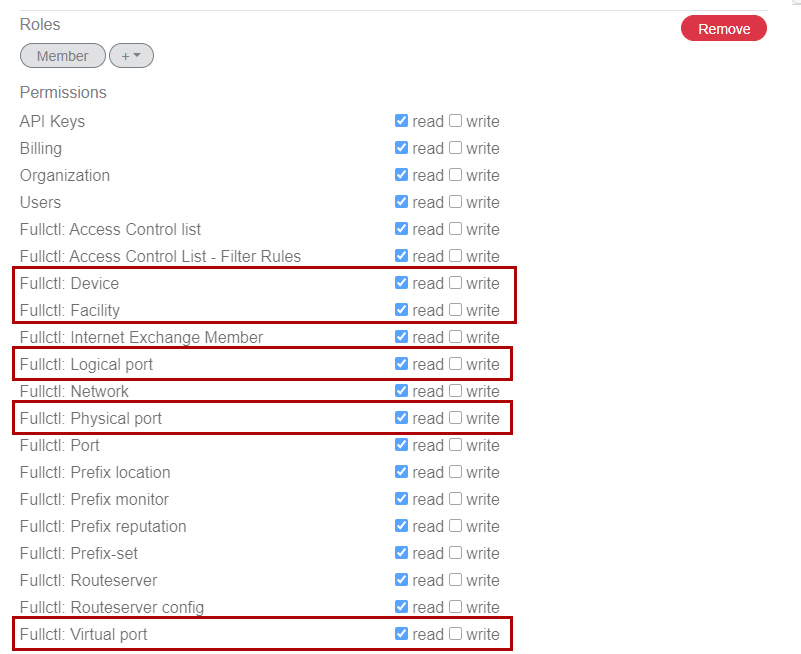 Roles
Remove
Member
+
Permissions
API Keys read write
Billing read write
Organization read write
Users read write
Fullctl: Access Control list read write
Fullctl: Access Control List - Filter Rules read write
Fullctl: Device read write
Fullctl: Facility read write
Fullctl: Internet Exchange Member read write
Fullctl: Logical port read write
Fullctl: Network read write
Fullctl: Physical port read write
Fullctl: Port read write
Fullctl: Prefix location read write
Fullctl: Prefix monitor read write
Fullctl: Prefix reputation read write
Fullctl: Prefix-set read write
Fullctl: Routeserver read write
Fullctl: Routeserver config read write
Fullctl: Virtual port read write